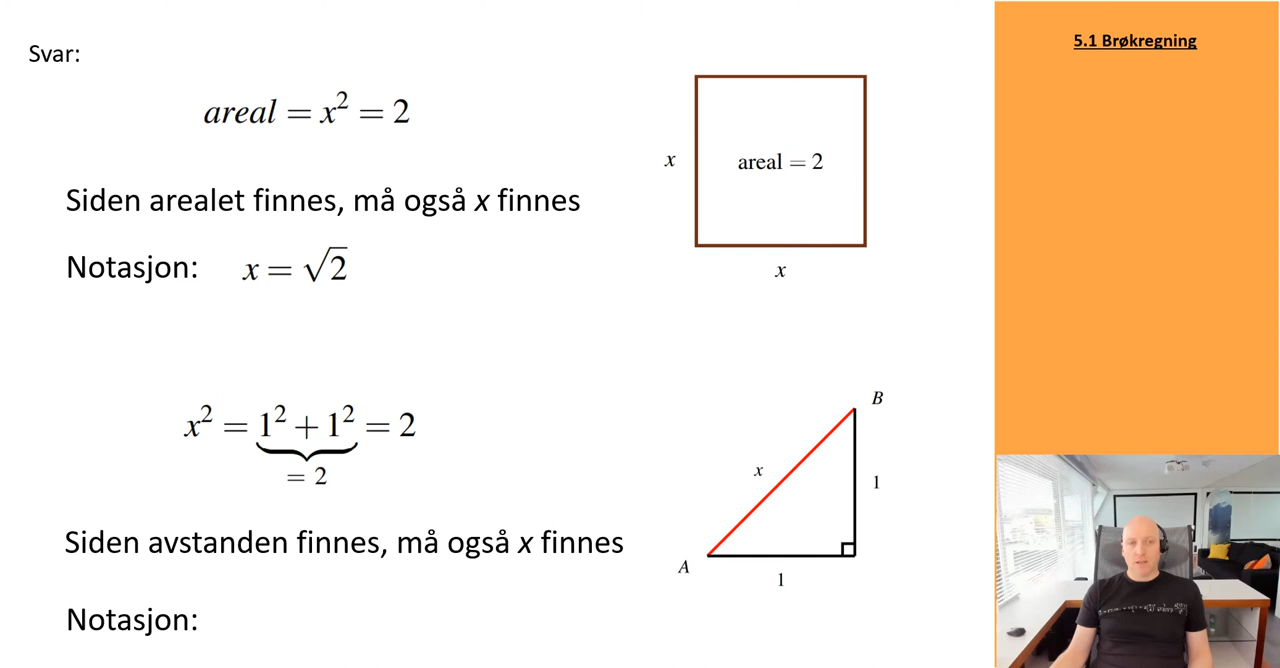 Svar:
areal = x² = 2
Siden arealet finnes, må også x finnes
Notasjon: x = √2
x
areal = 2
x
x² = 1² + 1² = 2
= 2
Siden avstanden finnes, må også x finnes
Notasjon:
B
x
1
A
1
5.1 Brøkregning